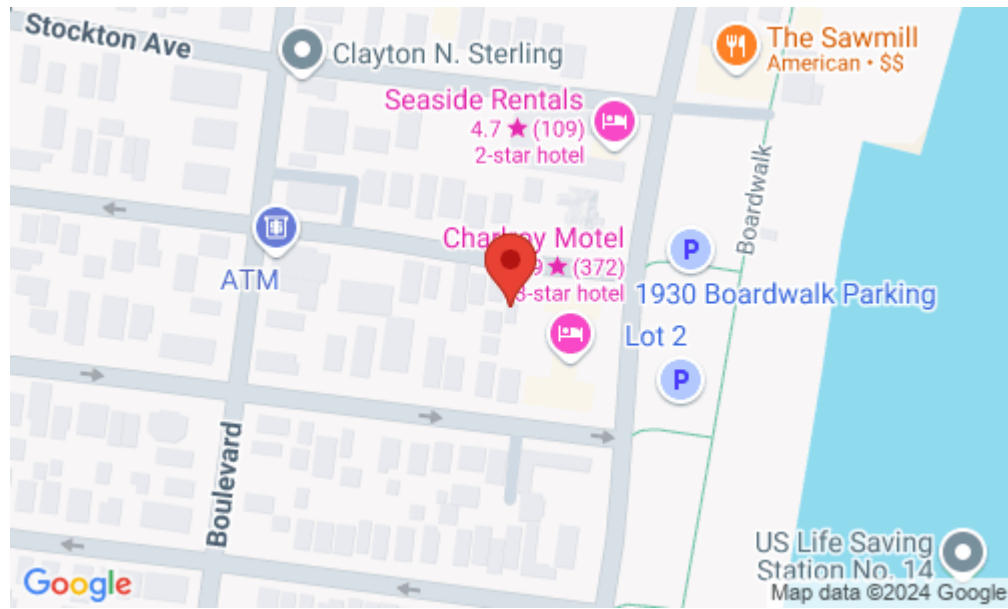 Stockton Ave
Clayton N. Sterling
The Sawmill
American • $$
Seaside Rentals
4.7 ★ (109)
2-star hotel
Boardwalk
Motel
9 ★ (372)
3-star hotel
P
1930 Boardwalk Parking
ATM
Lot 2
P
Boulevard
US Life Saving
Station No. 14
Google
Map data ©2024 Google